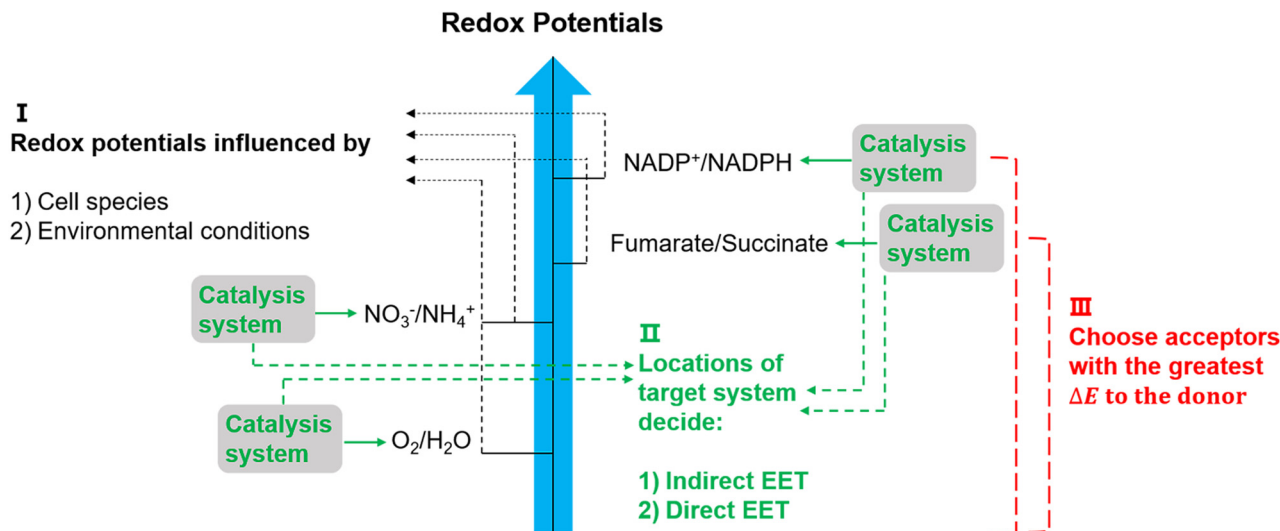 Redox Potentials
I
Redox potentials influenced by
1) Cell species
2) Environmental conditions
NADP⁺/NADPH
Catalysis
system
Fumarate/Succinate
Catalysis
system
Catalysis
system
NO₃⁻/NH₄⁺
Catalysis
system
O₂/H₂O
II
Locations of
target system
decide:
1) Indirect EET
2) Direct EET
III
Choose acceptors
with the greatest
ΔE to the donor